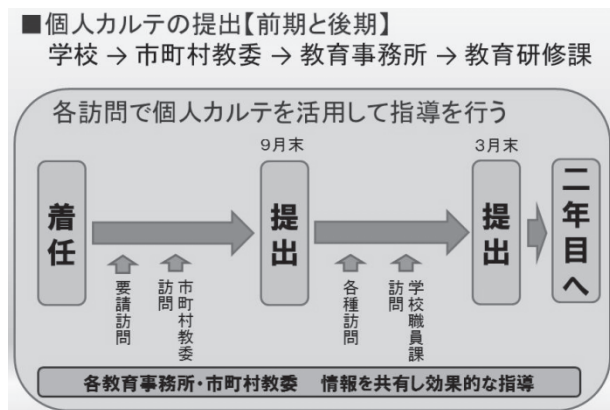 ■個人カルテの提出【前期と後期】
学校 → 市町村教委 → 教育事務所 → 教育研修課
各訪問で個人カルテを活用して指導を行う
着任
要請訪問
市町村教委
訪問
9月末
提出
各種訪問
学校職員課
訪問
3月末
提出
二年目へ
各教育事務所・市町村教委 情報を共有し効果的な指導